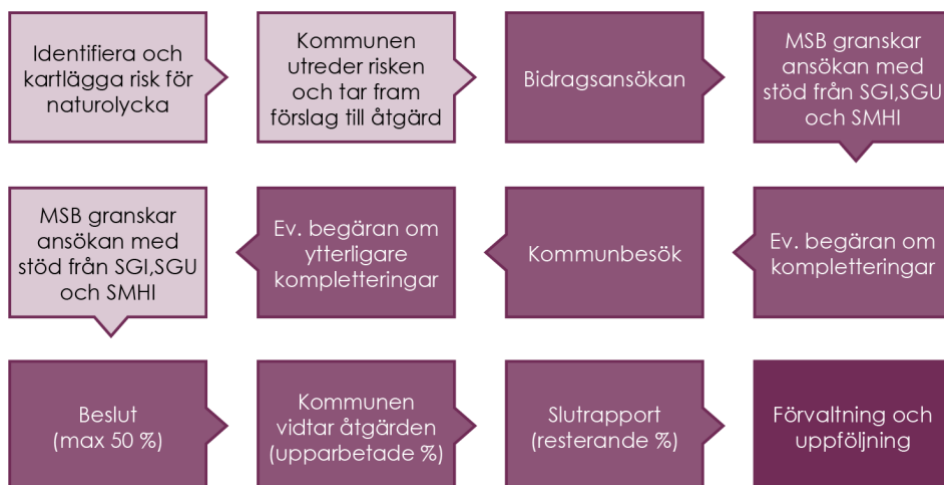 Identifiera och
kartlägga risk för
naturolycka
Kommunen
utreder risken
och tar fram
förslag till åtgärd
Bidragsansökan
MSB granskar
ansökan med
stöd från SGI,SGU
och SMHI
Ev. begäran om
kompletteringar
Kommunbesök
Ev. begäran om
ytterligare
kompletteringar
MSB granskar
ansökan med
stöd från SGI,SGU
och SMHI
Beslut
(max 50 %)
Kommunen
vidtar åtgärden
(upparbetade %)
Slutrapport
(resterande %)
Förvaltning och
uppföljning